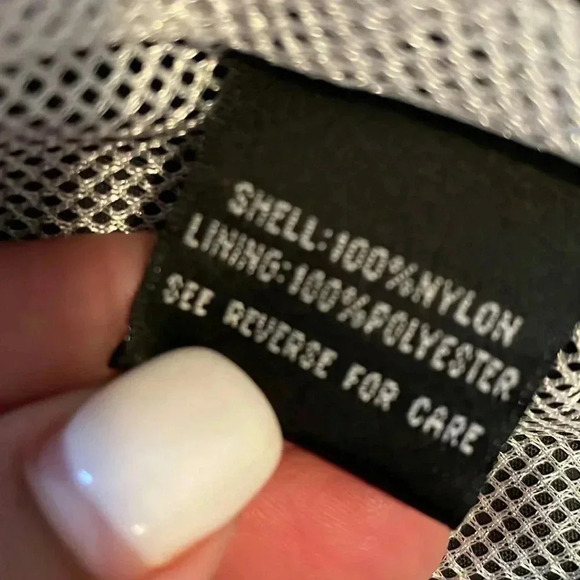 SHELL:100%NYLON
LINING:100%POLYESTER
SEE REVERSE FOR CARE